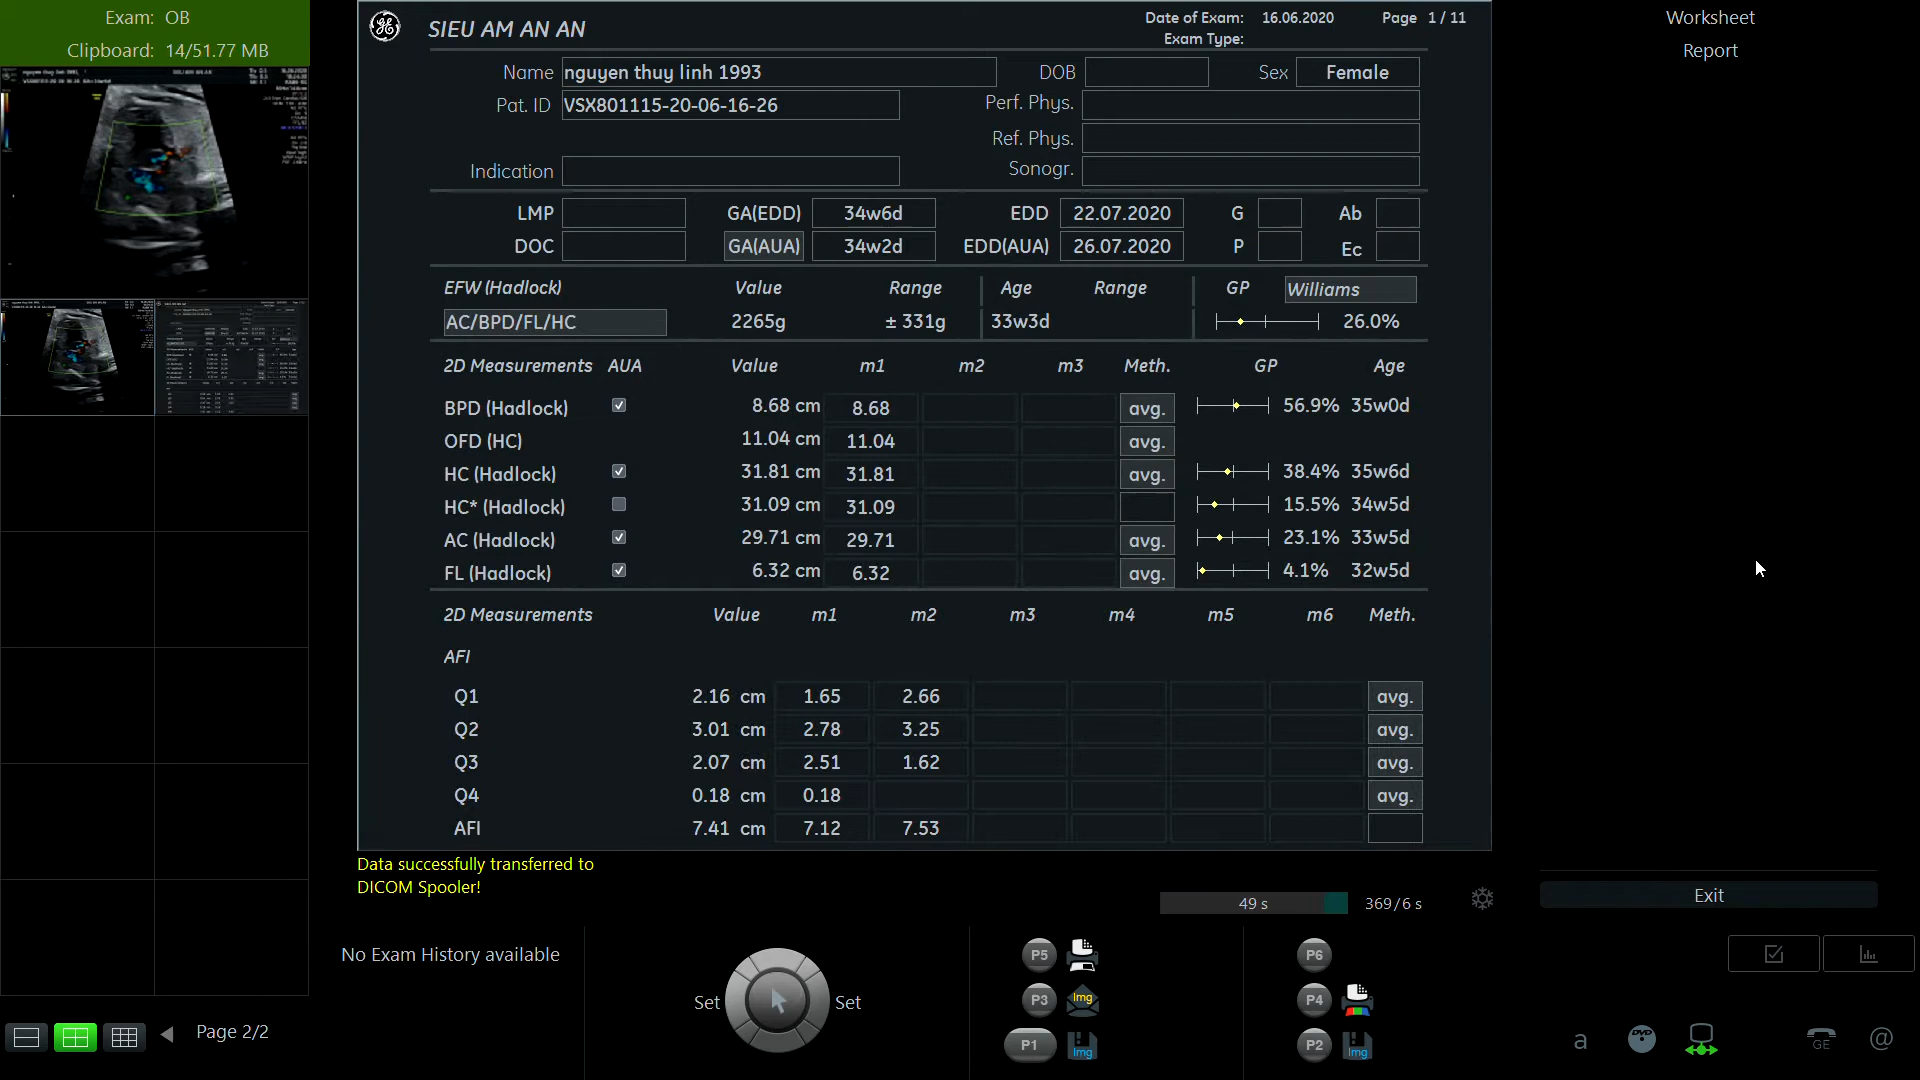 Exam: OB
Clipboard: 14/51.77 MB
SIEU AM AN AN
Date of Exam: 16.06.2020 Page 1 / 11
Exam Type:
Name nguyen thuy linh 1993 DOB Sex Female
Pat. ID VSX801115-20-06-16-26 Perf. Phys.
Ref. Phys.
Indication Sonogr.
LMP GA(EDD) 34w6d EDD 22.07.2020 G Ab
DOC GA(AUA) 34w2d EDD(AUA) 26.07.2020 P Ec
EFW (Hadlock) Value Range Age Range GP Williams
AC/BPD/FL/HC 2265g ± 331g 33w3d 26.0%
2D Measurements AUA Value m1 m2 m3 Meth. GP Age
BPD (Hadlock) 8.68 cm 8.68 avg. 56.9% 35w0d
OFD (HC) 11.04 cm 11.04 avg.
HC (Hadlock) 31.81 cm 31.81 avg. 38.4% 35w6d
HC* (Hadlock) 31.09 cm 31.09 15.5% 34w5d
AC (Hadlock) 29.71 cm 29.71 avg. 23.1% 33w5d
FL (Hadlock) 6.32 cm 6.32 avg. 4.1% 32w5d
2D Measurements Value m1 m2 m3 m4 m5 m6 Meth.
AFI
Q1 2.16 cm 1.65 2.66 avg.
Q2 3.01 cm 2.78 3.25 avg.
Q3 2.07 cm 2.51 1.62 avg.
Q4 0.18 cm 0.18 avg.
AFI 7.41 cm 7.12 7.53
Data successfully transferred to
DICOM Spooler!
49 s 369/6 s
Worksheet
Report
Exit
No Exam History available
Set Set
P5 P6
P3 Img P4
P1 Img P2 Img
Page 2/2
a DVD GE @